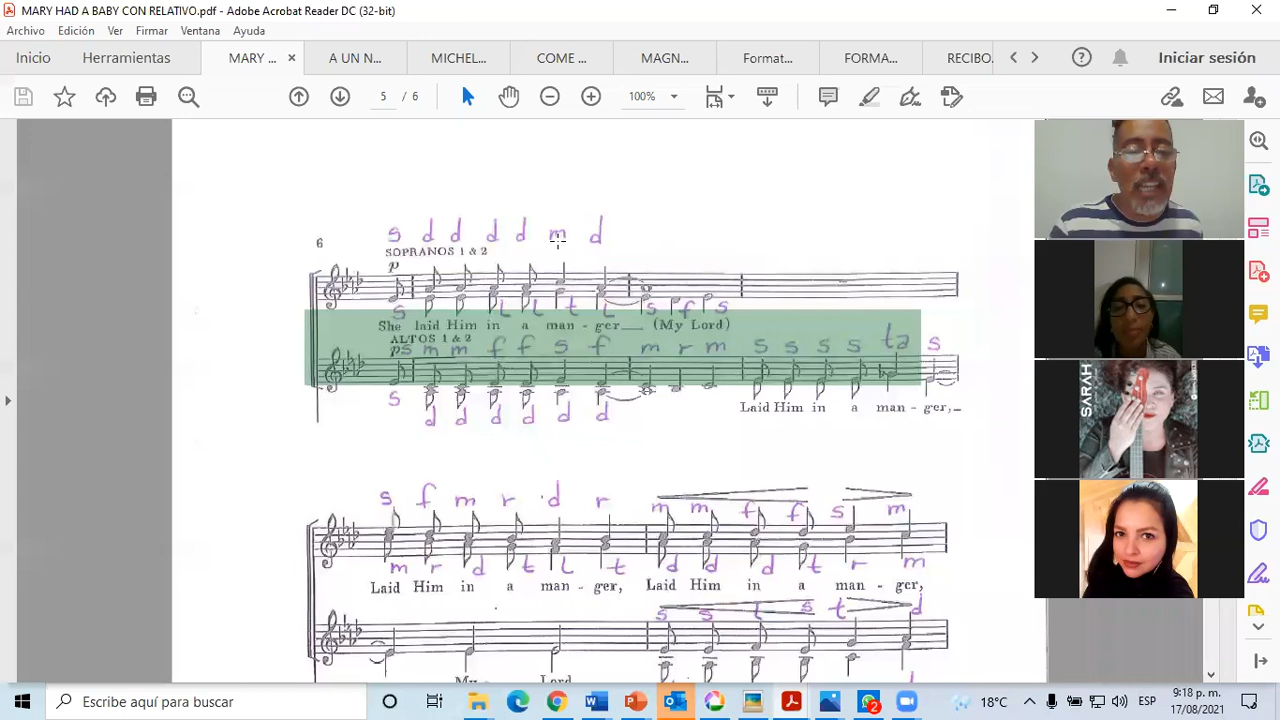 MARY HAD A BABY CON RELATIVO.pdf - Adobe Acrobat Reader DC (32-bit)
Archivo Edición Ver Firmar Ventana Ayuda
Inicio Herramientas MARY ... × A UN N... MICHEL... COME ... MAGN... Format... FORMA... RECIBO. Iniciar sesión
5 / 6 100%
s d d d d m d
6
SOPRANOS 1 & 2
p
s L L t L s f s
She laid Him in a man - ger (My Lord)
ALTOS 1 & 2
ps m m f f s f m r m s s s s ta s
s
Laid Him in a man - ger,
d d d d d d
s f m r d r m m f f s m
m r d t L t d d d t r m
Laid Him in a man - ger, Laid Him in a man - ger,
s s t s t d
My Lord
SARAH
Escribe aquí para buscar
2
18°C
ESP
9:18 p. m.
17/08/2021